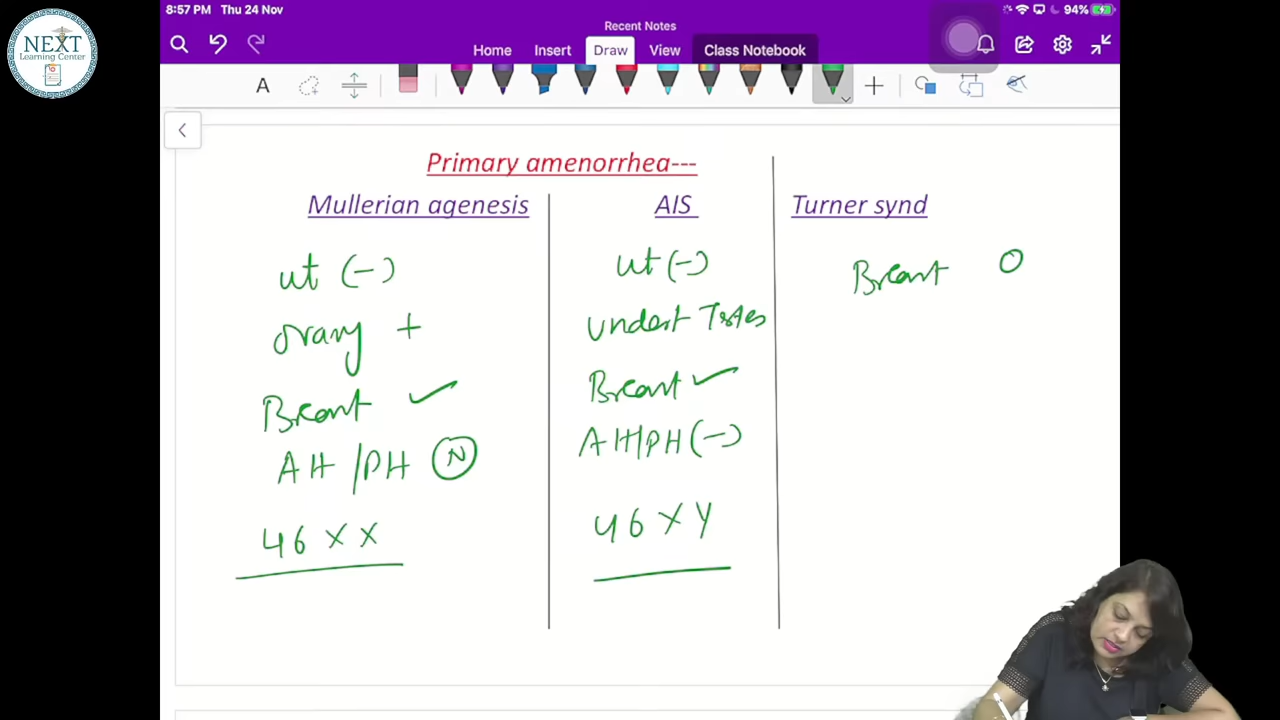 8:57 PM Thu 24 Nov
94%
NEXT
Learning Center
Recent Notes
Home Insert Draw View Class Notebook
A
Primary amenorrhea---
Mullerian agenesis
ut (-)
ovary +
Breast ✓
AH/PH N
46 XX
AIS
ut (-)
undest Testes
Breast ✓
AH/PH (-)
46 XY
Turner synd
Breast O